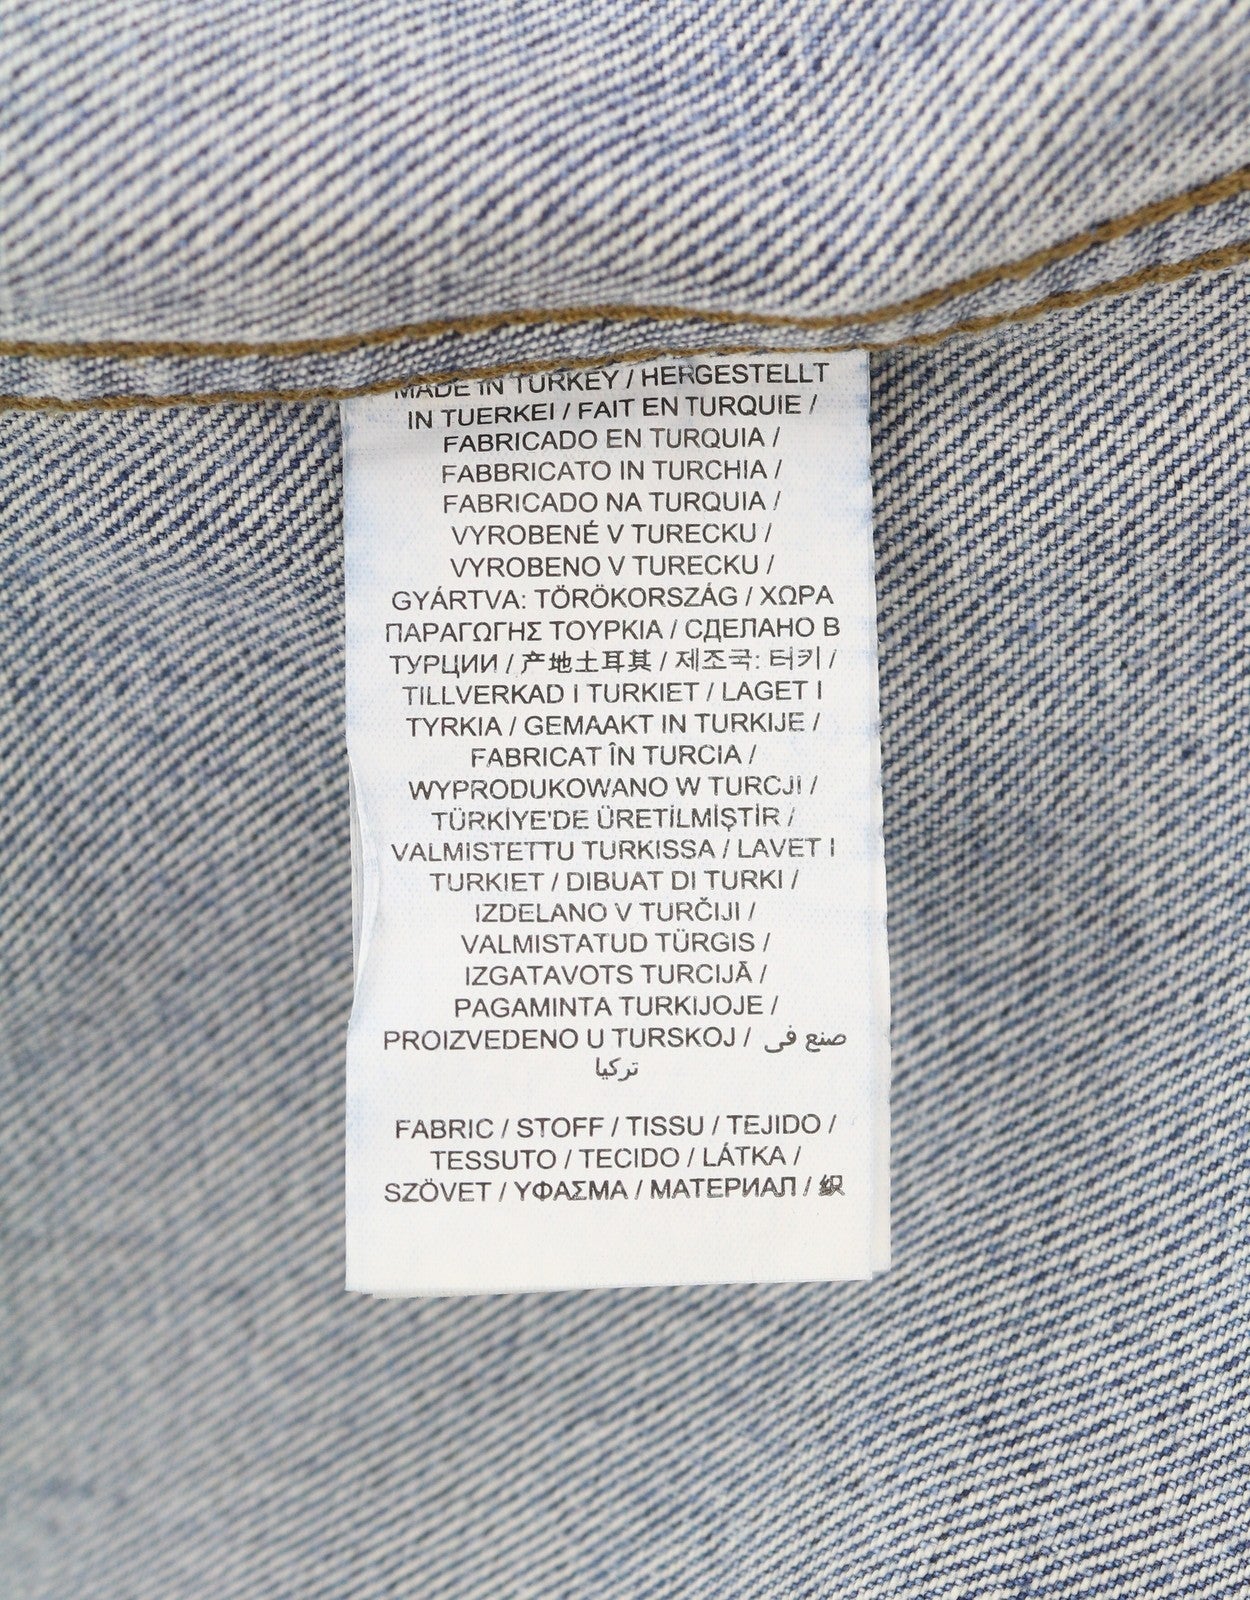 MADE IN TURKEY / HERGESTELLT
IN TUERKEI / FAIT EN TURQUIE /
FABRICADO EN TURQUIA /
FABBRICATO IN TURCHIA /
FABRICADO NA TURQUIA /
VYROBENÉ V TURECKU /
VYROBENO V TURECKU /
GYÁRTVA: TÖRÖKORSZÁG / ΧΩΡΑ
ΠΑΡΑΓΩΓΗΣ ΤΟΥΡΚΙΑ / СДЕЛАНО В
ТУРЦИИ / 产地土耳其 / 제조국: 터키 /
TILLVERKAD I TURKIET / LAGET I
TYRKIA / GEMAAKT IN TURKIJE /
FABRICAT ÎN TURCIA /
WYPRODUKOWANO W TURCJI /
TÜRKİYE'DE ÜRETİLMİŞTİR /
VALMISTETTU TURKISSA / LAVET I
TURKIET / DIBUAT DI TURKI /
IZDELANO V TURČIJI /
VALMISTATUD TÜRGIS /
IZGATAVOTS TURCIJĀ /
PAGAMINTA TURKIJOJE /
PROIZVEDENO U TURSKOJ / صنع في
تركيا
FABRIC / STOFF / TISSU / TEJIDO /
TESSUTO / TECIDO / LÁTKA /
SZÖVET / ΥΦΑΣΜΑ / МАТЕРИАЛ / 织